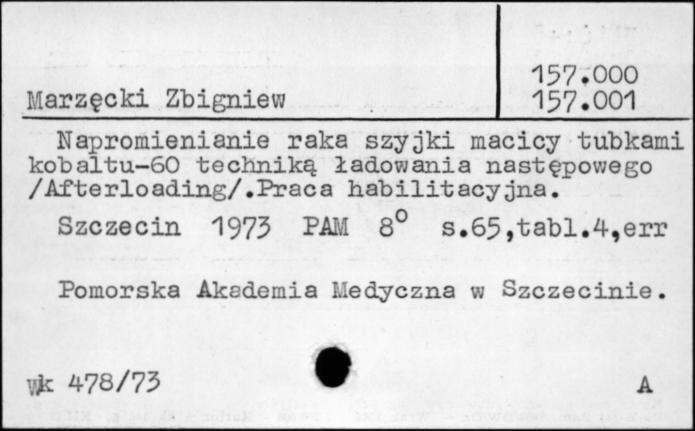 157.000
Marzęcki Zbigniew
157.001
Napromienianie raka szyjki macicy tubkami
kobaltu-60 techniką ładowania następowego
/Afterloading/.Praca habilitacyjna.
Szczecin 1973 PAM 8° s.65,tabl.4,err
Pomorska Akademia Medyczna w Szczecinie.
wk 478/73
A